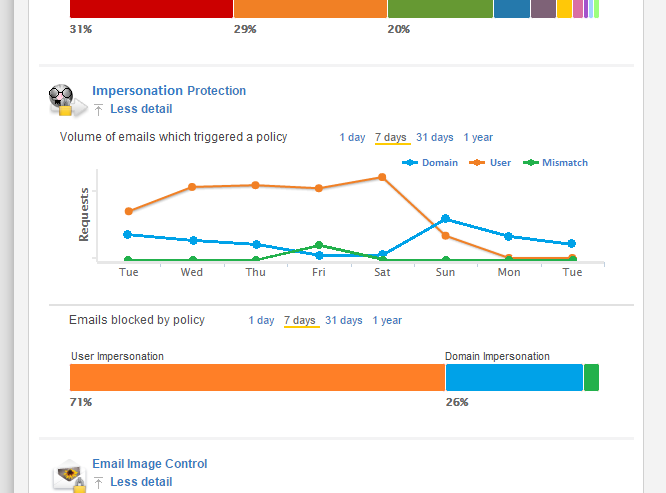 31% 29% 20%
Impersonation Protection
Less detail
Volume of emails which triggered a policy 1 day 7 days 31 days 1 year
Domain User Mismatch
Requests
Tue Wed Thu Fri Sat Sun Mon Tue
Emails blocked by policy 1 day 7 days 31 days 1 year
User Impersonation Domain Impersonation
71% 26%
Email Image Control
Less detail